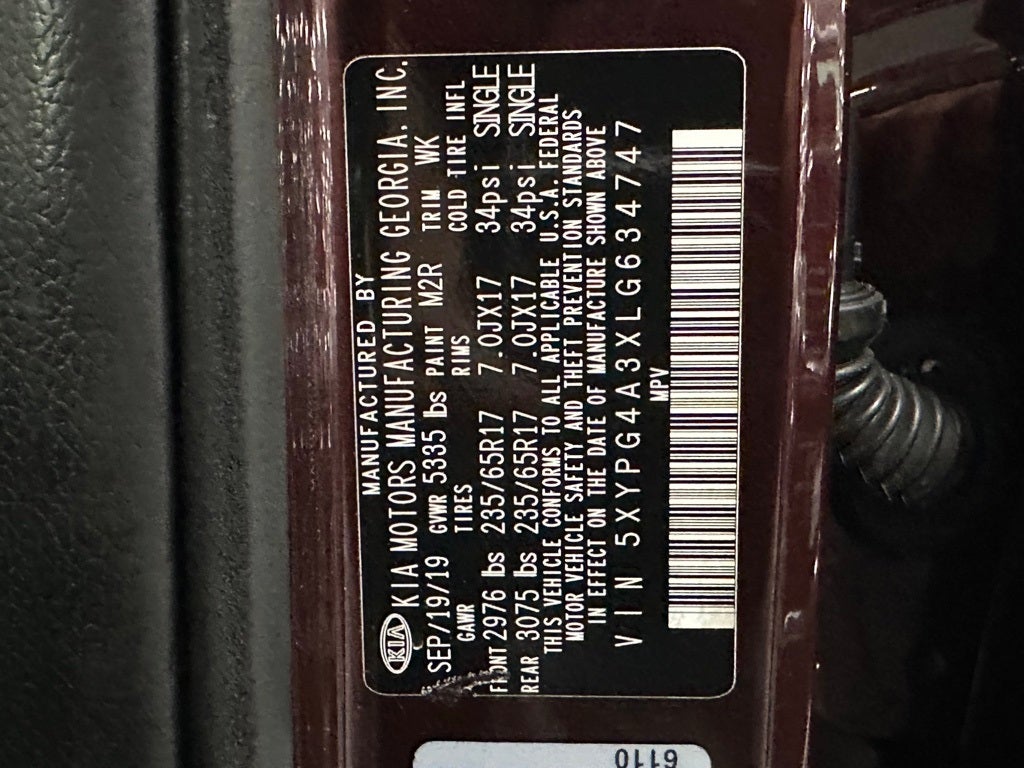 MANUFACTURED BY
KIA KIA MOTORS MANUFACTURING GEORGIA. INC.
SEP/19/19 GVWR 5335 lbs PAINT M2R TRIM WK
GAWR TIRES RIMS COLD TIRE INFL
FRONT 2976 lbs 235/65R17 7.0JX17 34psi SINGLE
REAR 3075 lbs 235/65R17 7.0JX17 34psi SINGLE
THIS VEHICLE CONFORMS TO ALL APPLICABLE U.S.A. FEDERAL
MOTOR VEHICLE SAFETY AND THEFT PREVENTION STANDARDS
IN EFFECT ON THE DATE OF MANUFACTURE SHOWN ABOVE
VIN 5XYPG4A3XLG634747
MPV
6110